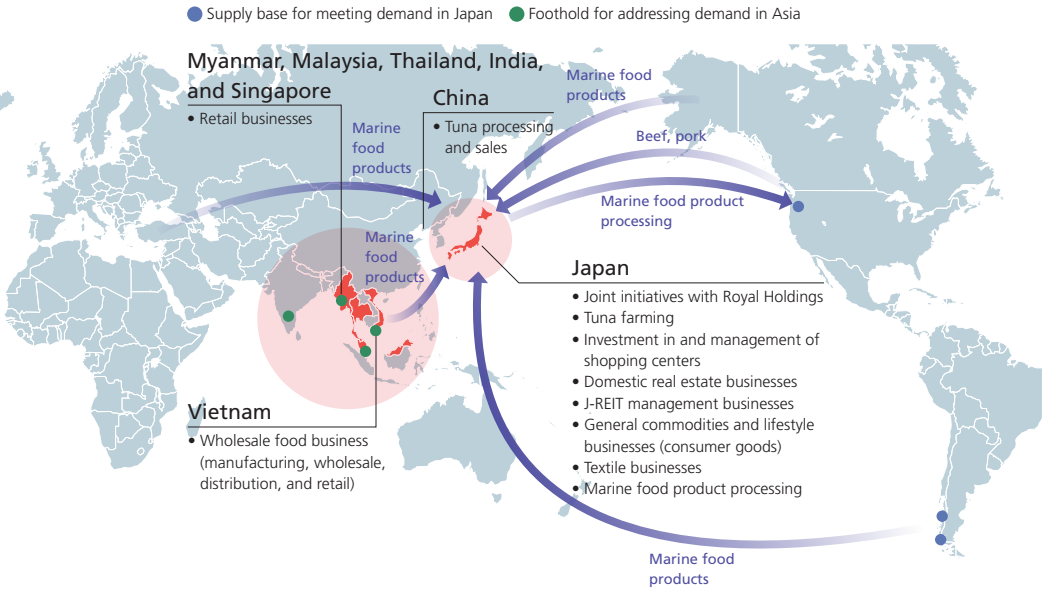 Supply base for meeting demand in Japan
Foothold for addressing demand in Asia
Myanmar, Malaysia, Thailand, India,
and Singapore
• Retail businesses
China
• Tuna processing
and sales
Marine
food
products
Marine food
products
Beef, pork
Marine food product
processing
Marine
food
products
Japan
• Joint initiatives with Royal Holdings
• Tuna farming
• Investment in and management of
shopping centers
• Domestic real estate businesses
• J-REIT management businesses
• General commodities and lifestyle
businesses (consumer goods)
• Textile businesses
• Marine food product processing
Vietnam
• Wholesale food business
(manufacturing, wholesale,
distribution, and retail)
Marine food
products